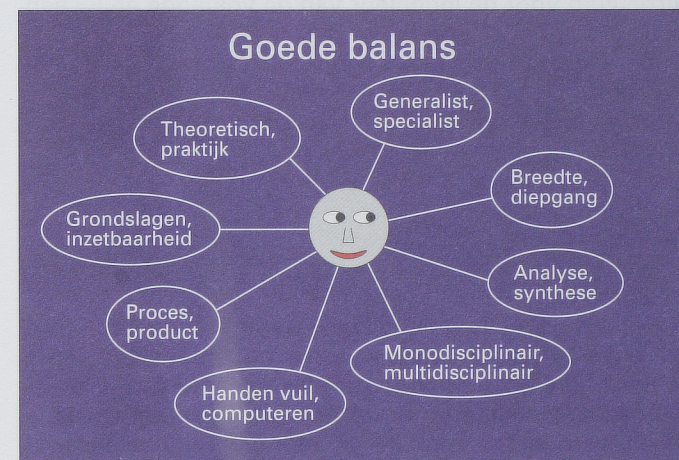 Goede balans
Generalist,
specialist
Theoretisch,
praktijk
Breedte,
diepgang
Grondslagen,
inzetbaarheid
Analyse,
synthese
Proces,
product
Monodisciplinair,
multidisciplinair
Handen vuil,
computeren